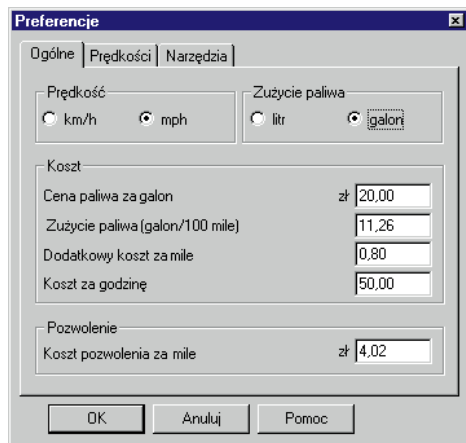 Preferencje
Ogólne Prędkości Narzędzia
Prędkość Zużycie paliwa
km/h mph litr galon
Koszt
Cena paliwa za galon zł 20,00
Zużycie paliwa (galon/100 mile) 11,26
Dodatkowy koszt za mile 0,80
Koszt za godzinę 50,00
Pozwolenie
Koszt pozwolenia za mile zł 4,02
OK Anuluj Pomoc